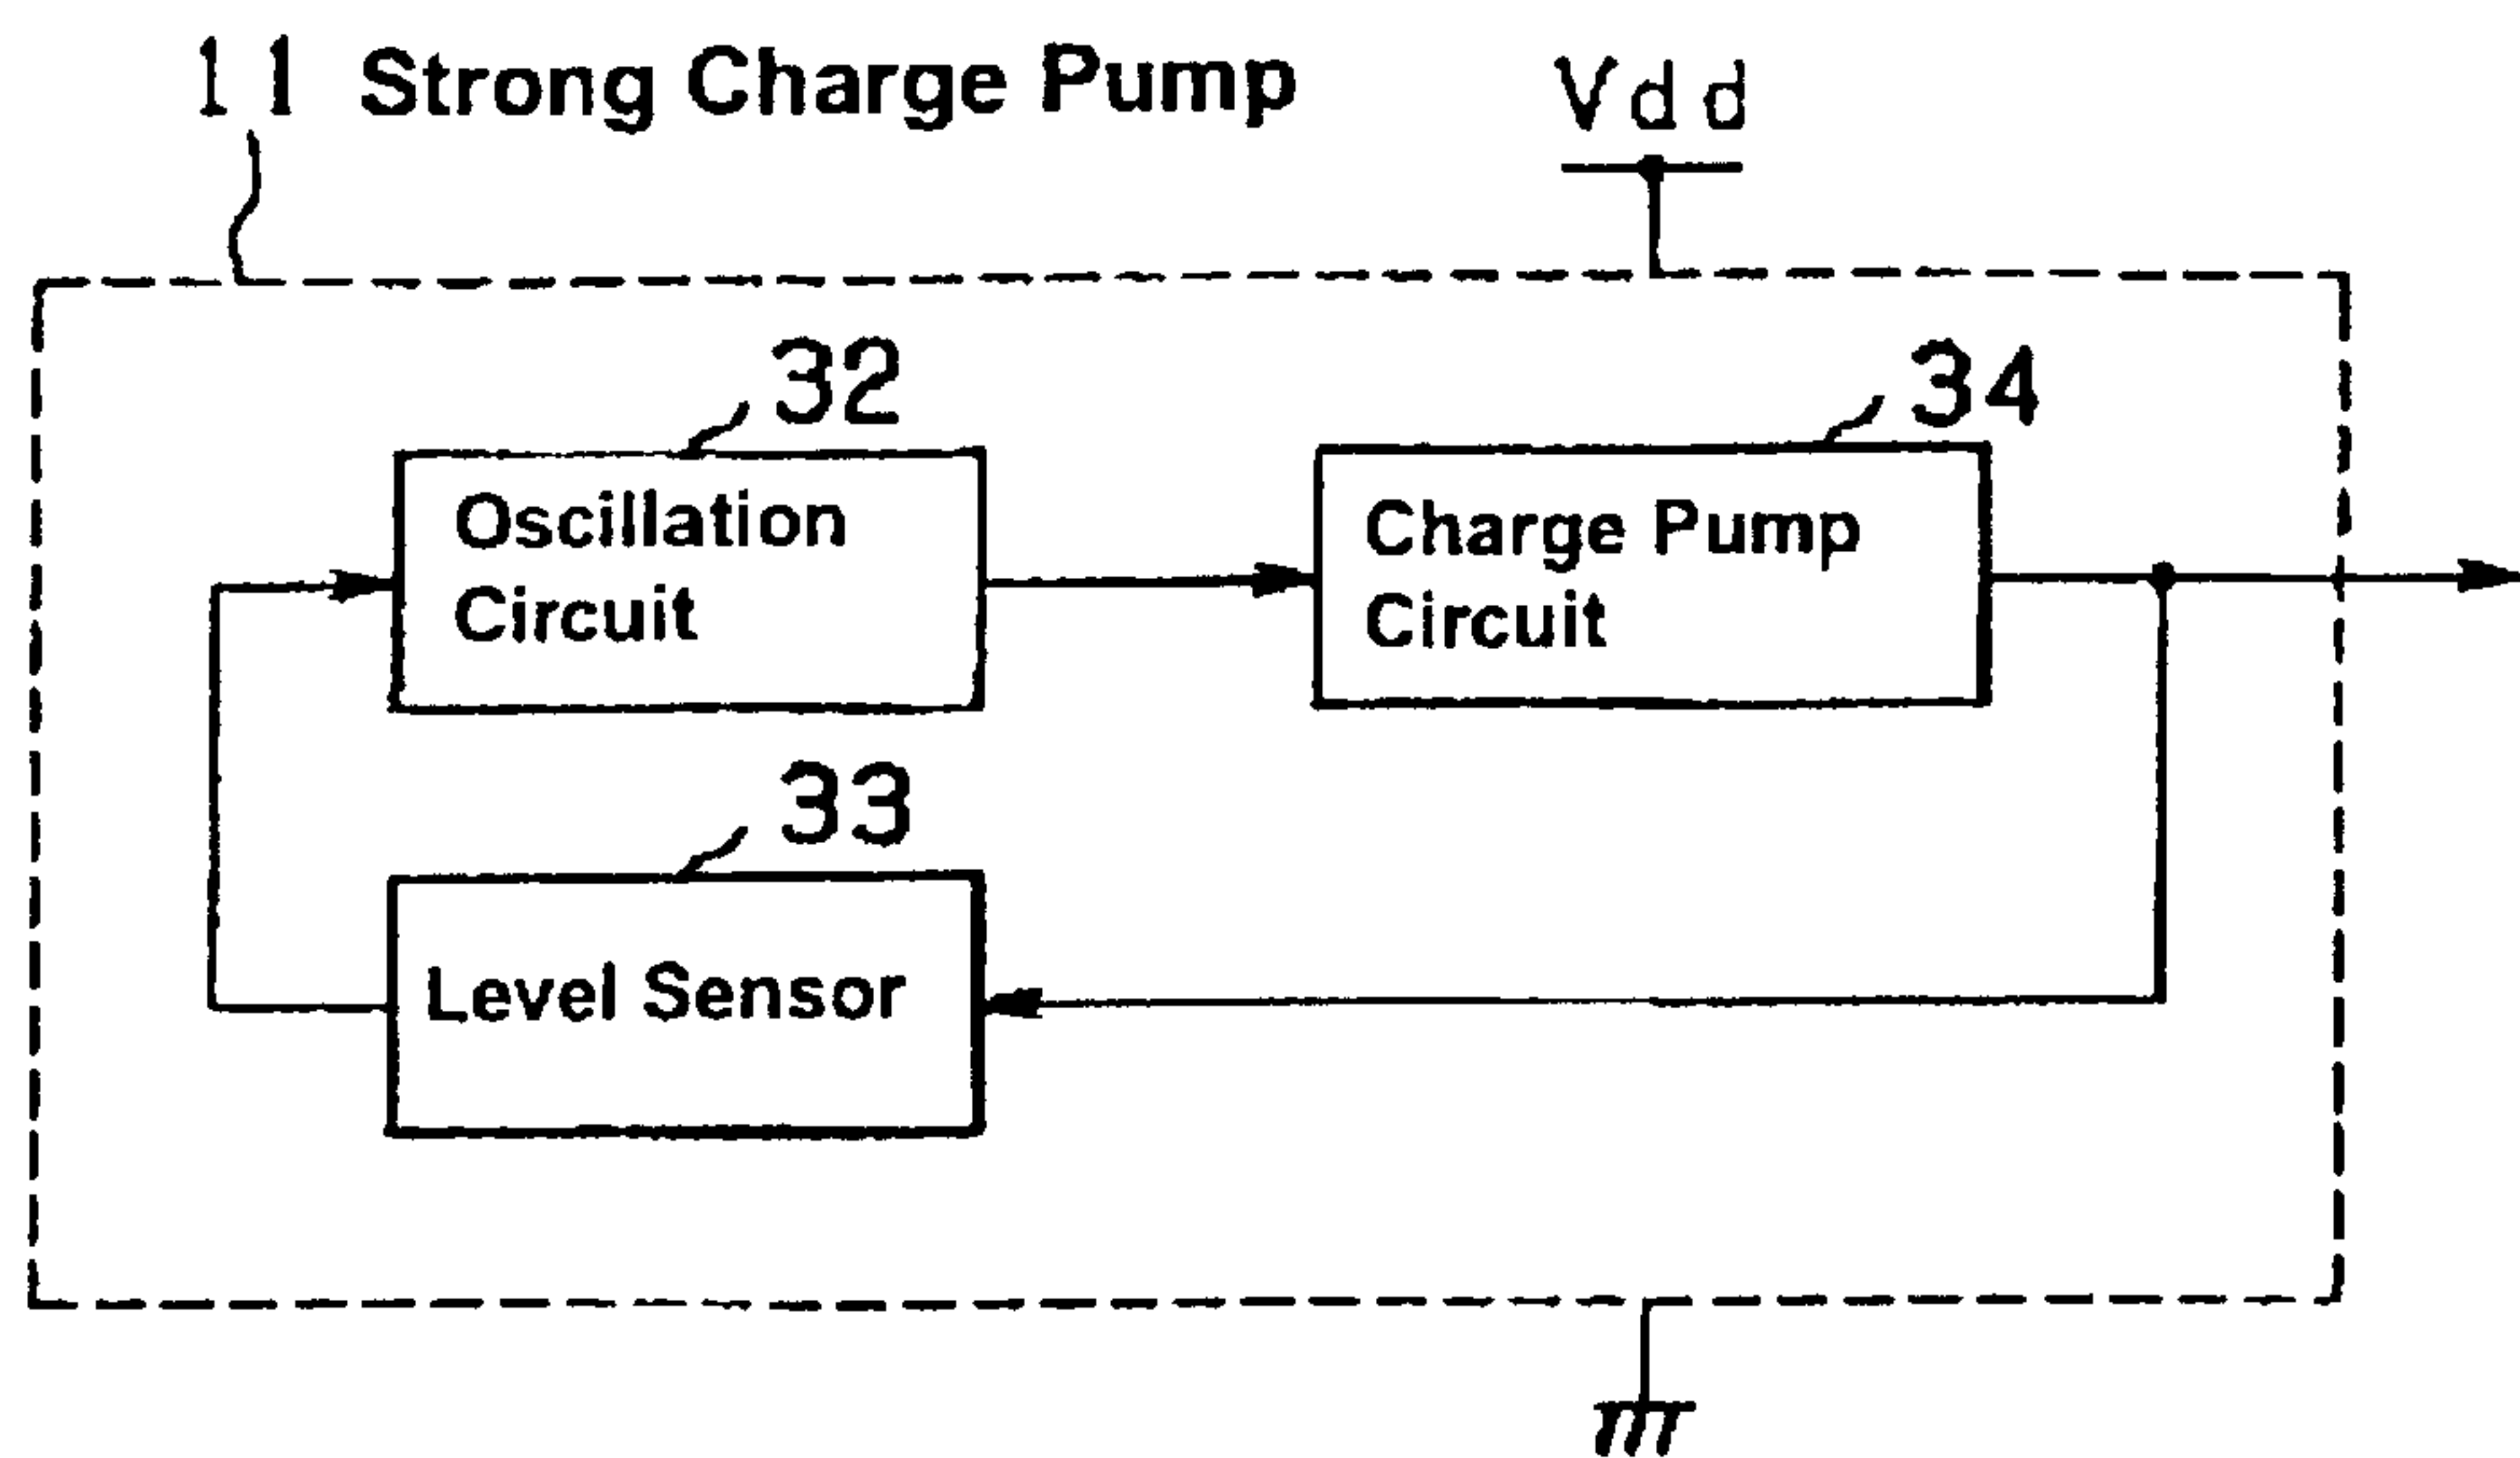 11 Strong Charge Pump
Vdd
32
34
Oscillation
Circuit
Charge Pump
Circuit
33
Level Sensor